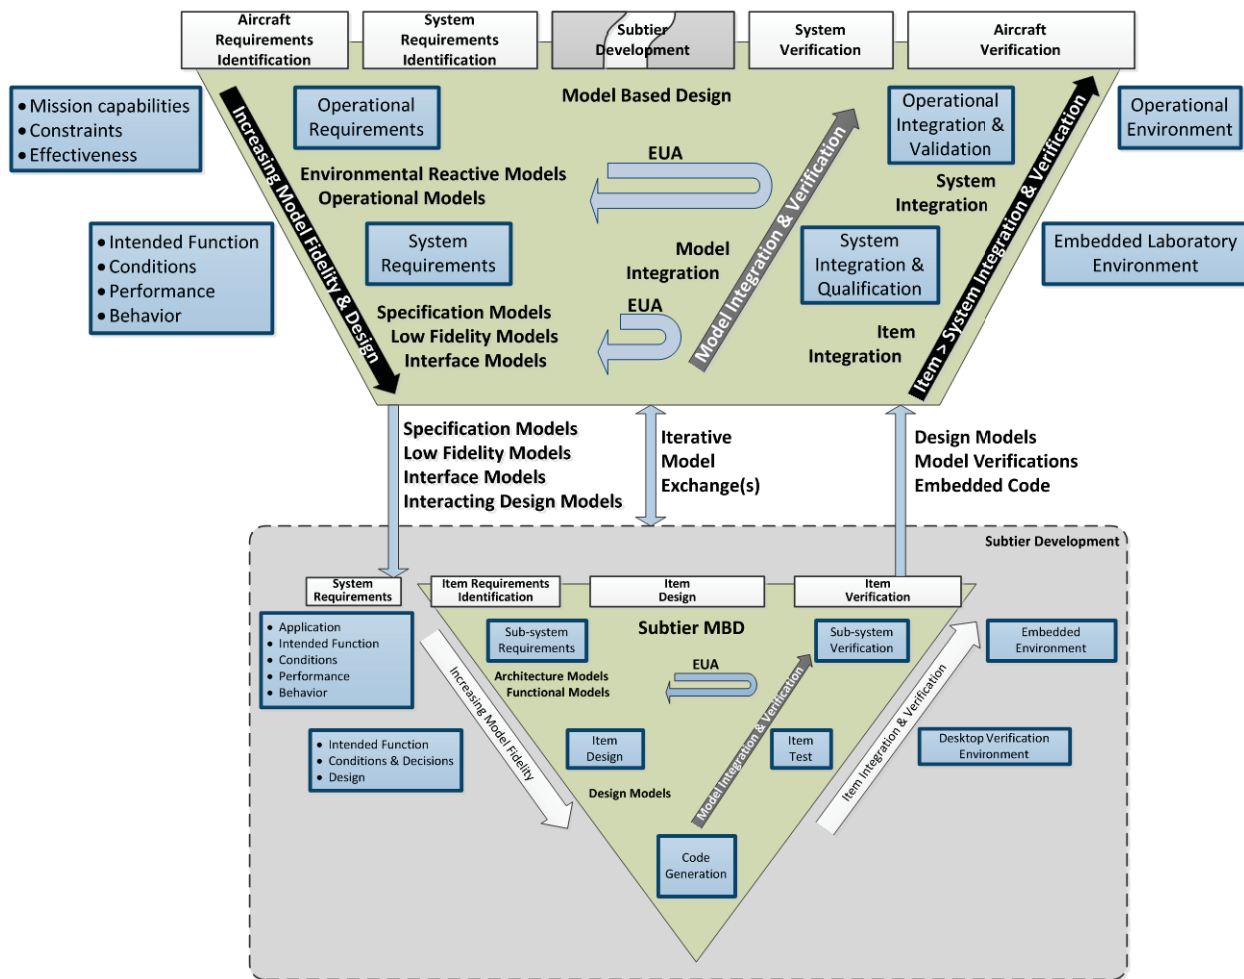 Aircraft
Requirements
Identification
System
Requirements
Identification
Subtier
Development
System
Verification
Aircraft
Verification
• Mission capabilities
• Constraints
• Effectiveness
Increasing Model Fidelity & Design
Operational
Requirements
Model Based Design
Environmental Reactive Models
Operational Models
EUA
Operational
Integration &
Validation
Operational
Environment
System
Integration
• Intended Function
• Conditions
• Performance
• Behavior
System
Requirements
Model
Integration
Model Integration & Verification
System
Integration &
Qualification
Item > System Integration & Verification
Embedded Laboratory
Environment
Specification Models
Low Fidelity Models
Interface Models
EUA
Item
Integration
Specification Models
Low Fidelity Models
Interface Models
Interacting Design Models
Iterative
Model
Exchange(s)
Design Models
Model Verifications
Embedded Code
Subtier Development
System
Requirements
Item Requirements
Identification
Item
Design
Item
Verification
• Application
• Intended Function
• Conditions
• Performance
• Behavior
Increasing Model Fidelity
Sub-system
Requirements
Subtier MBD
Sub-system
Verification
Embedded
Environment
Architecture Models
Functional Models
EUA
Model Integration & Verification
Item Integration & Verification
• Intended Function
• Conditions & Decisions
• Design
Item
Design
Item
Test
Desktop Verification
Environment
Design Models
Code
Generation